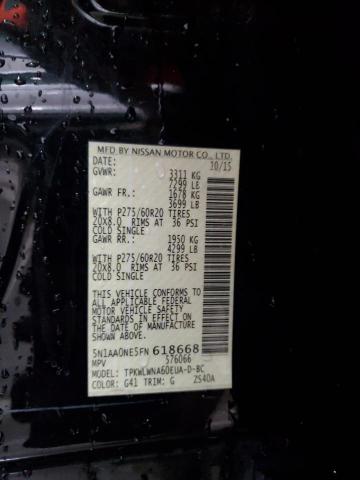 MFD BY NISSAN MOTOR CO., LTD.
DATE: 10/15
GVWR: 3311 KG
7299 LB
GAWR FR.: 1678 KG
3699 LB
WITH P275/60R20 TIRES
20X8.0 RIMS AT 36 PSI
COLD SINGLE
GAWR RR.: 1950 KG
4299 LB
WITH P275/60R20 TIRES
20X8.0 RIMS AT 36 PSI
COLD SINGLE
THIS VEHICLE CONFORMS TO
ALL APPLICABLE FEDERAL
MOTOR VEHICLE SAFETY
STANDARDS IN EFFECT ON
THE DATE OF MANUFACTURE
SHOWN ABOVE.
5N1AA0NE5FN 618668
MPV 576066
MODEL: TPKWLWNA60EUA-D-BC
COLOR: G41 TRIM: G 2S40A